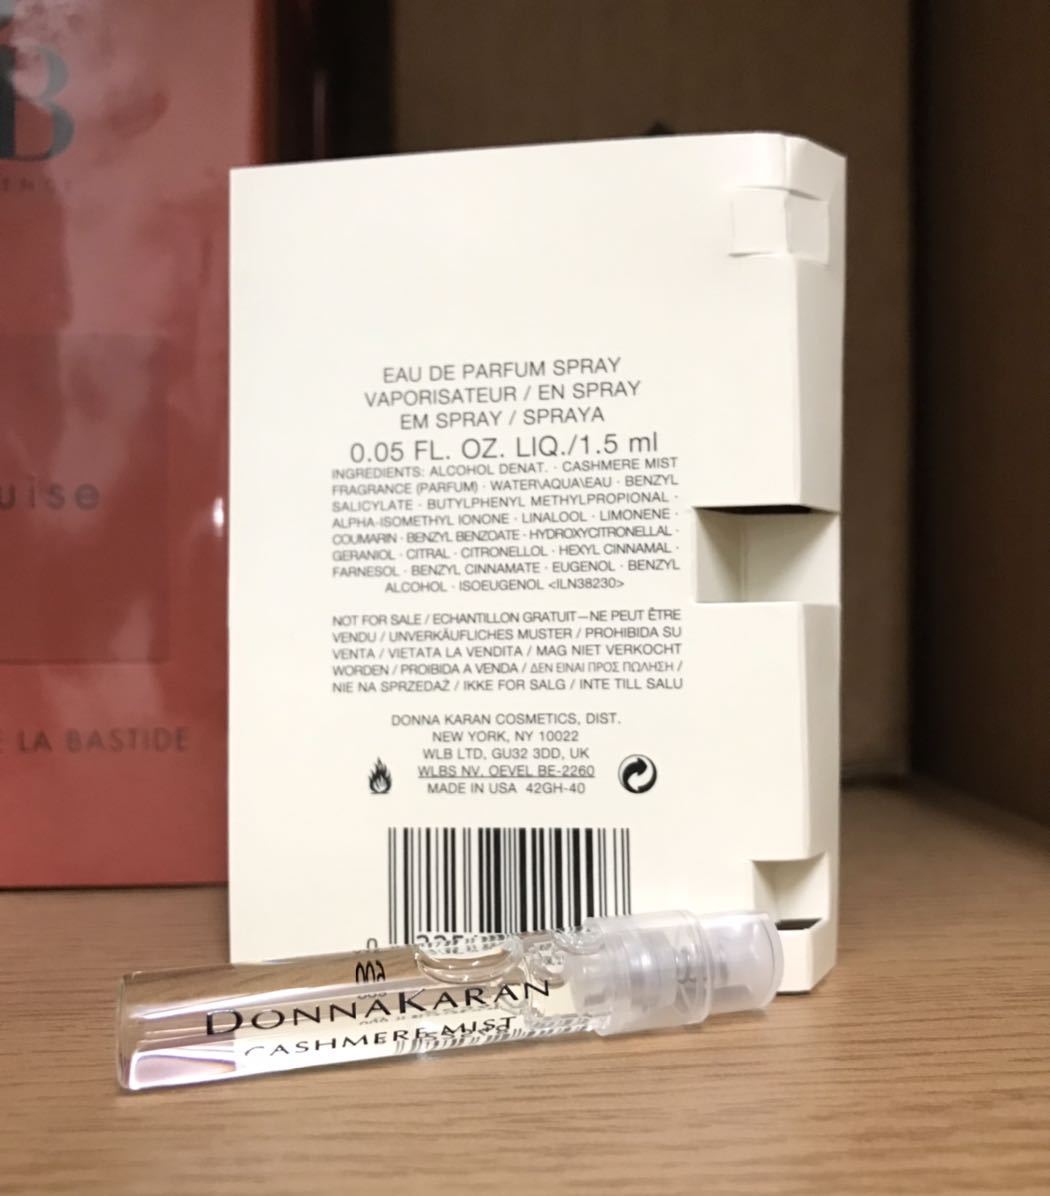 B
uise
LA BASTIDE
EAU DE PARFUM SPRAY
VAPORISATEUR / EN SPRAY
EM SPRAY / SPRAYA
0.05 FL. OZ. LIQ./1.5 ml
INGREDIENTS: ALCOHOL DENAT. · CASHMERE MIST
FRAGRANCE (PARFUM) · WATER\AQUA\EAU · BENZYL
SALICYLATE · BUTYLPHENYL METHYLPROPIONAL ·
ALPHA-ISOMETHYL IONONE · LINALOOL · LIMONENE ·
COUMARIN · BENZYL BENZOATE · HYDROXYCITRONELLAL ·
GERANIOL · CITRAL · CITRONELLOL · HEXYL CINNAMAL ·
FARNESOL · BENZYL CINNAMATE · EUGENOL · BENZYL
ALCOHOL · ISOEUGENOL <ILN38230>
NOT FOR SALE / ECHANTILLON GRATUIT—NE PEUT ÊTRE
VENDU / UNVERKÄUFLICHES MUSTER / PROHIBIDA SU
VENTA / VIETATA LA VENDITA / MAG NIET VERKOCHT
WORDEN / PROIBIDA A VENDA / ΔΕΝ ΕΙΝΑΙ ΠΡΟΣ ΠΩΛΗΣΗ /
NIE NA SPRZEDAŻ / IKKE FOR SALG / INTE TILL SALU
DONNA KARAN COSMETICS, DIST.
NEW YORK, NY 10022
WLB LTD, GU32 3DD, UK
WLBS NV, OEVEL BE-2260
MADE IN USA 42GH-40
DONNAKARAN
CASHMERE MIST